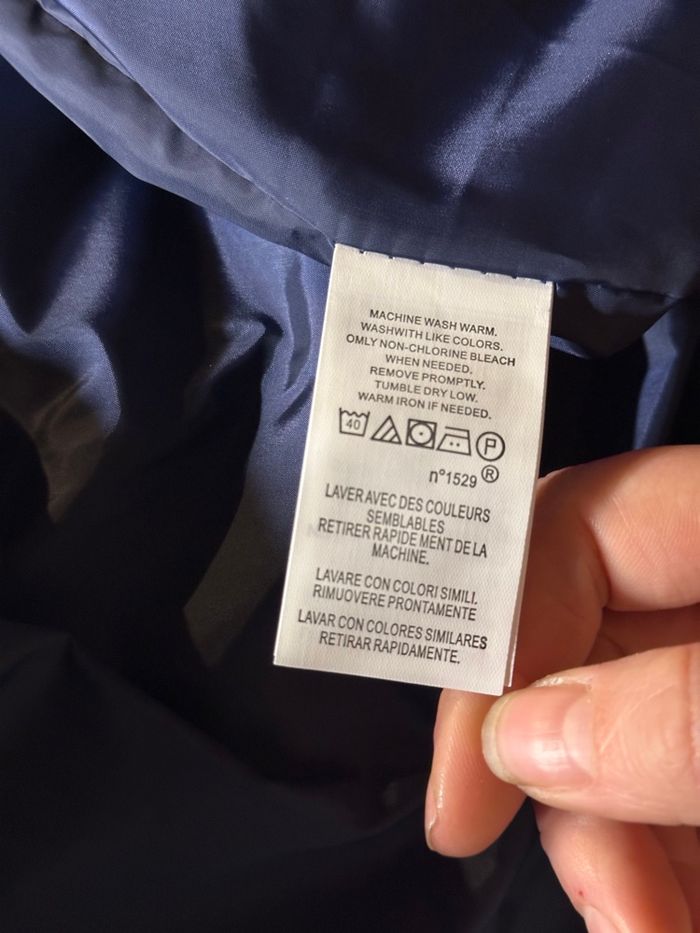 MACHINE WASH WARM.
WASHWITH LIKE COLORS.
OMLY NON-CHLORINE BLEACH
WHEN NEEDED.
REMOVE PROMPTLY.
TUMBLE DRY LOW.
WARM IRON IF NEEDED.
40 P
n°1529 ®
LAVER AVEC DES COULEURS
SEMBLABLES
RETIRER RAPIDE MENT DE LA
MACHINE.
LAVARE CON COLORI SIMILI.
RIMUOVERE PRONTAMENTE
LAVAR CON COLORES SIMILARES
RETIRAR RAPIDAMENTE.